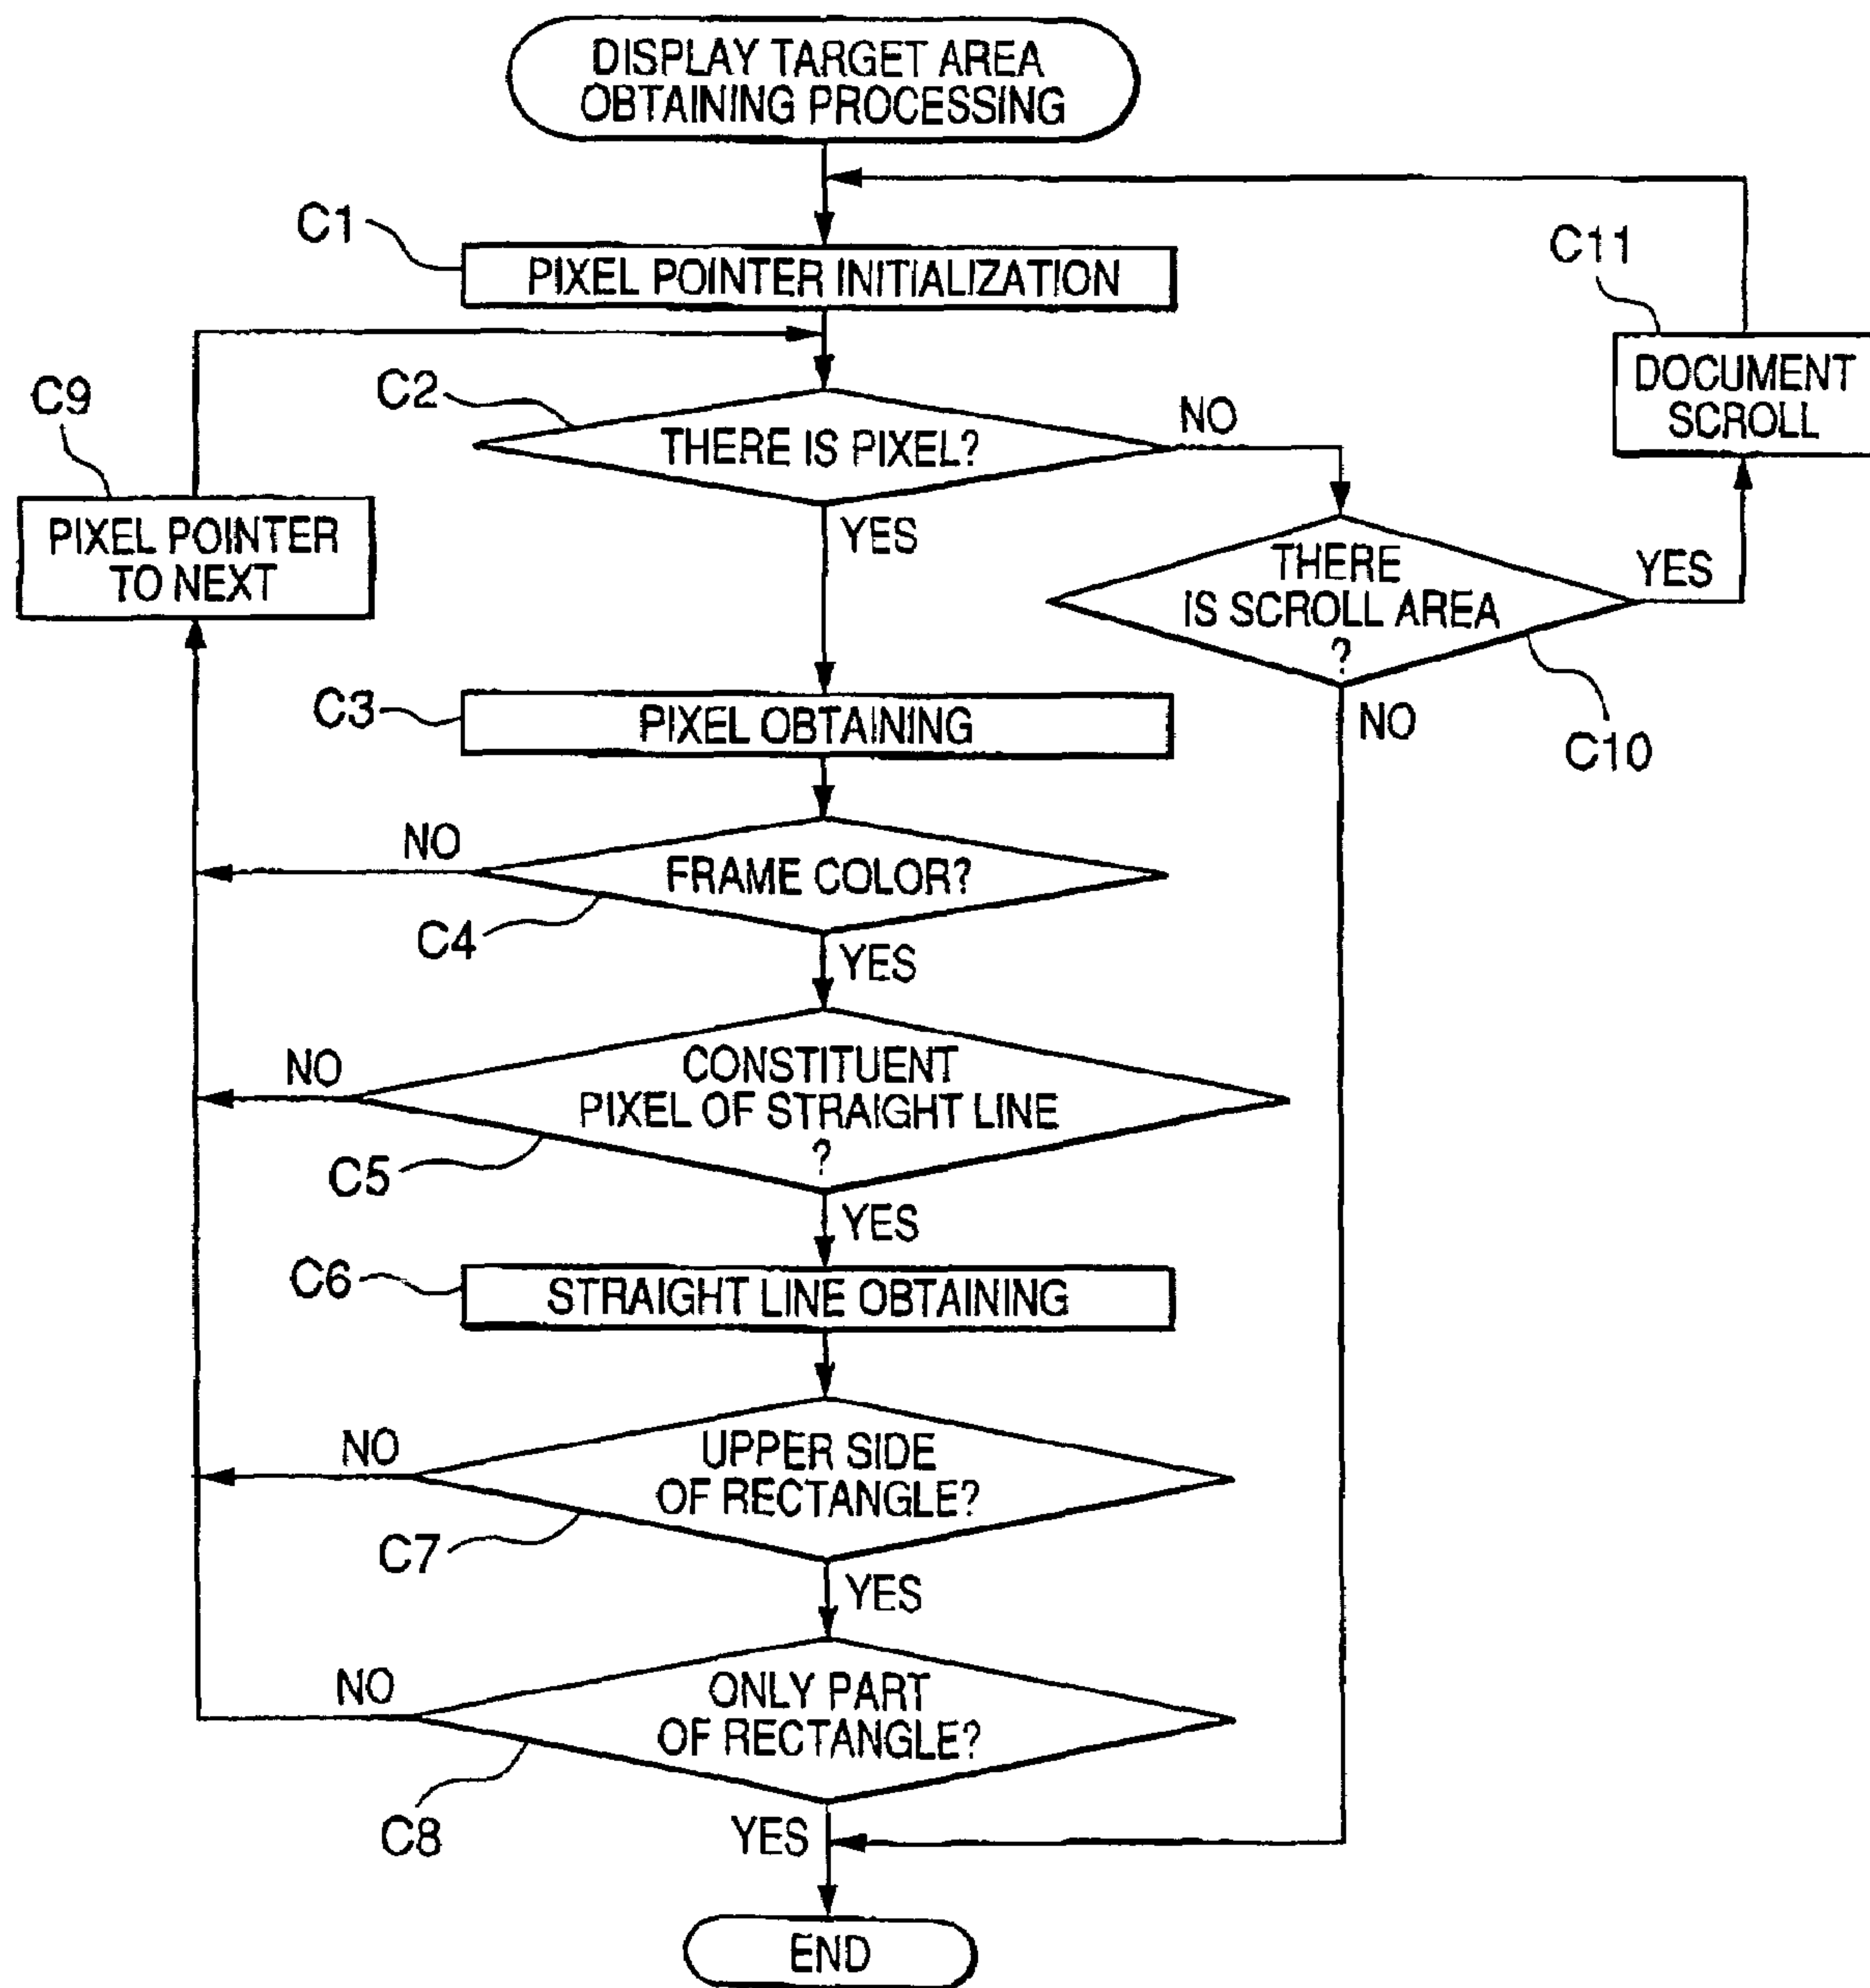 DISPLAY TARGET AREA
OBTAINING PROCESSING
C1
PIXEL POINTER INITIALIZATION
C11
DOCUMENT
SCROLL
C9
PIXEL POINTER
TO NEXT
C2
THERE IS PIXEL?
NO
YES
THERE
IS SCROLL AREA
?
YES
NO
C10
C3
PIXEL OBTAINING
NO
FRAME COLOR?
C4
YES
NO
CONSTITUENT
PIXEL OF STRAIGHT LINE
?
C5
YES
C6
STRAIGHT LINE OBTAINING
NO
UPPER SIDE
OF RECTANGLE?
C7
YES
NO
ONLY PART
OF RECTANGLE?
C8
YES
END